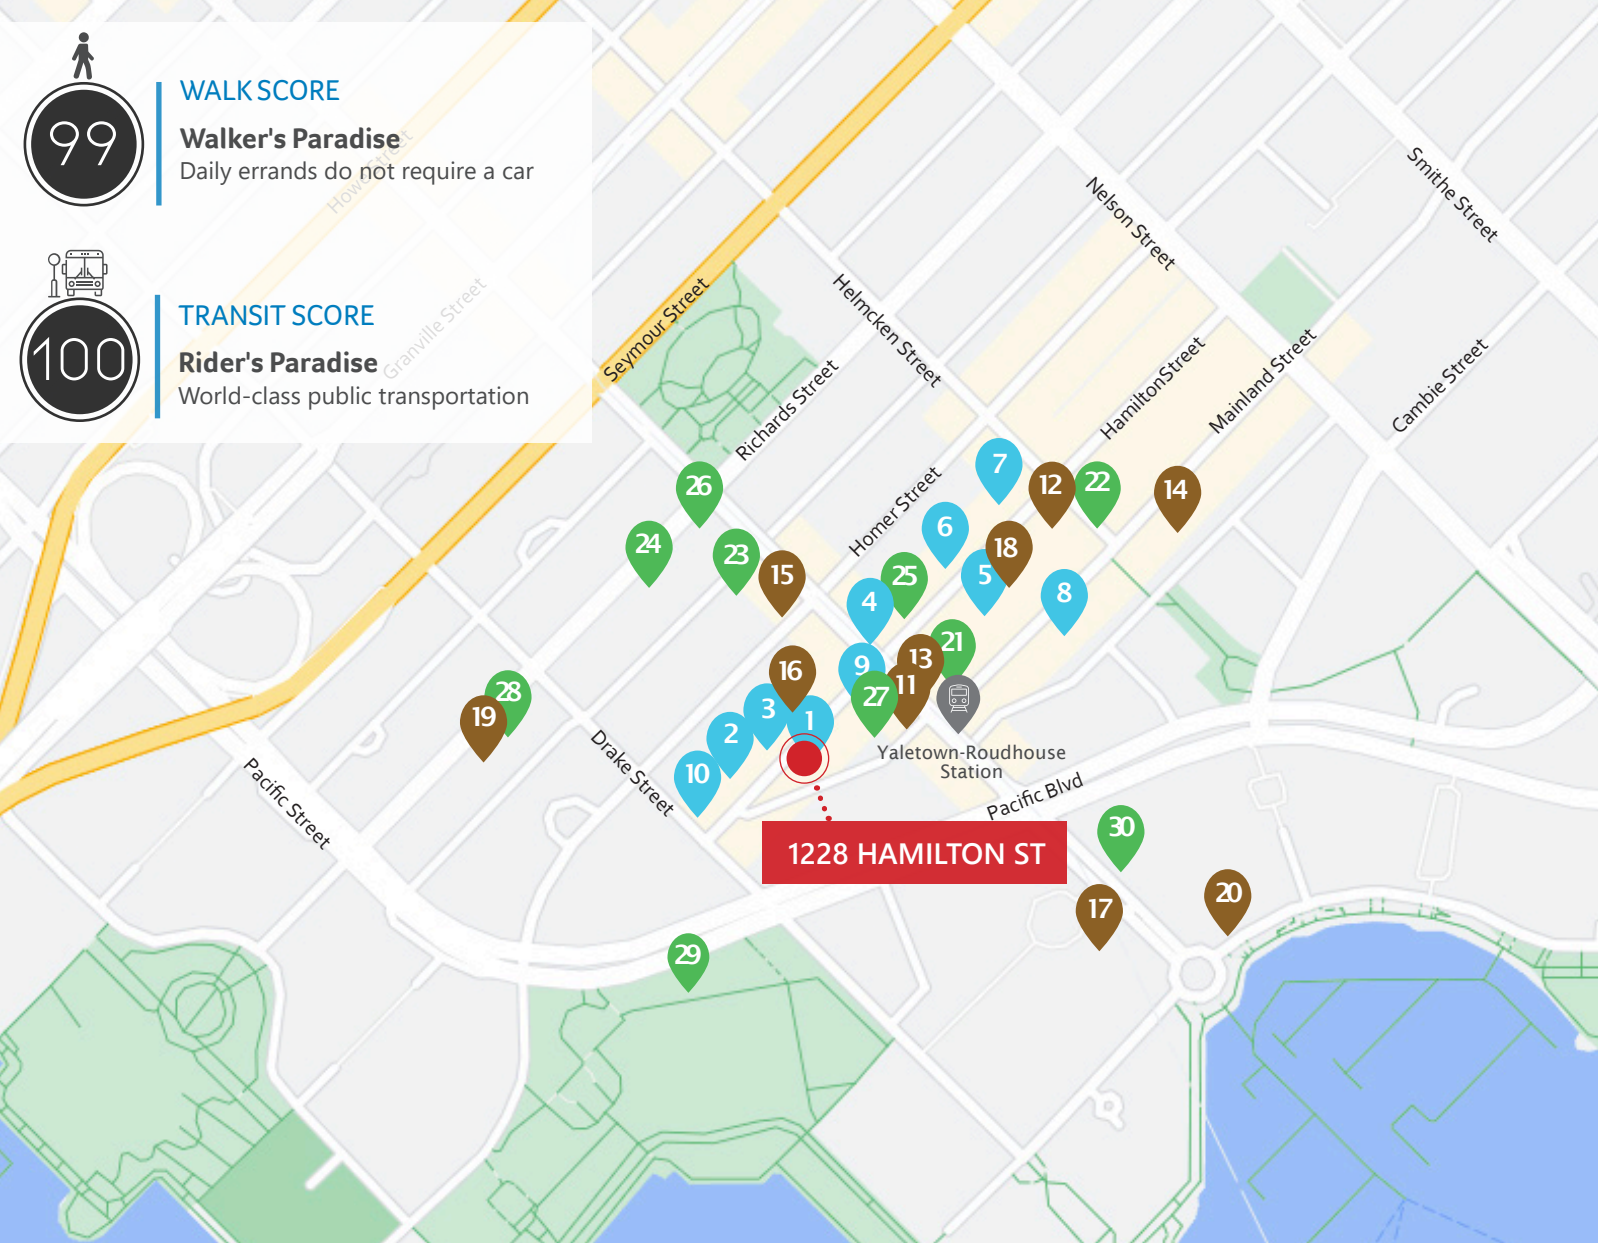 99
WALK SCORE
Walker's Paradise
Daily errands do not require a car
Howe Street
100
TRANSIT SCORE
Rider's Paradise
World-class public transportation
Granville Street
Seymour Street
Smithe Street
Nelson Street
Helmcken Street
Richards Street
Hamilton Street
Mainland Street
Cambie Street
Homer Street
7
12
22
14
26
6
24
23
15
18
25
5
4
8
21
13
9
16
11
27
28
19
3
1
2
10
Yaletown-Roudhouse
Station
Drake Street
Pacific Street
Pacific Blvd
1228 HAMILTON ST
30
20
17
29